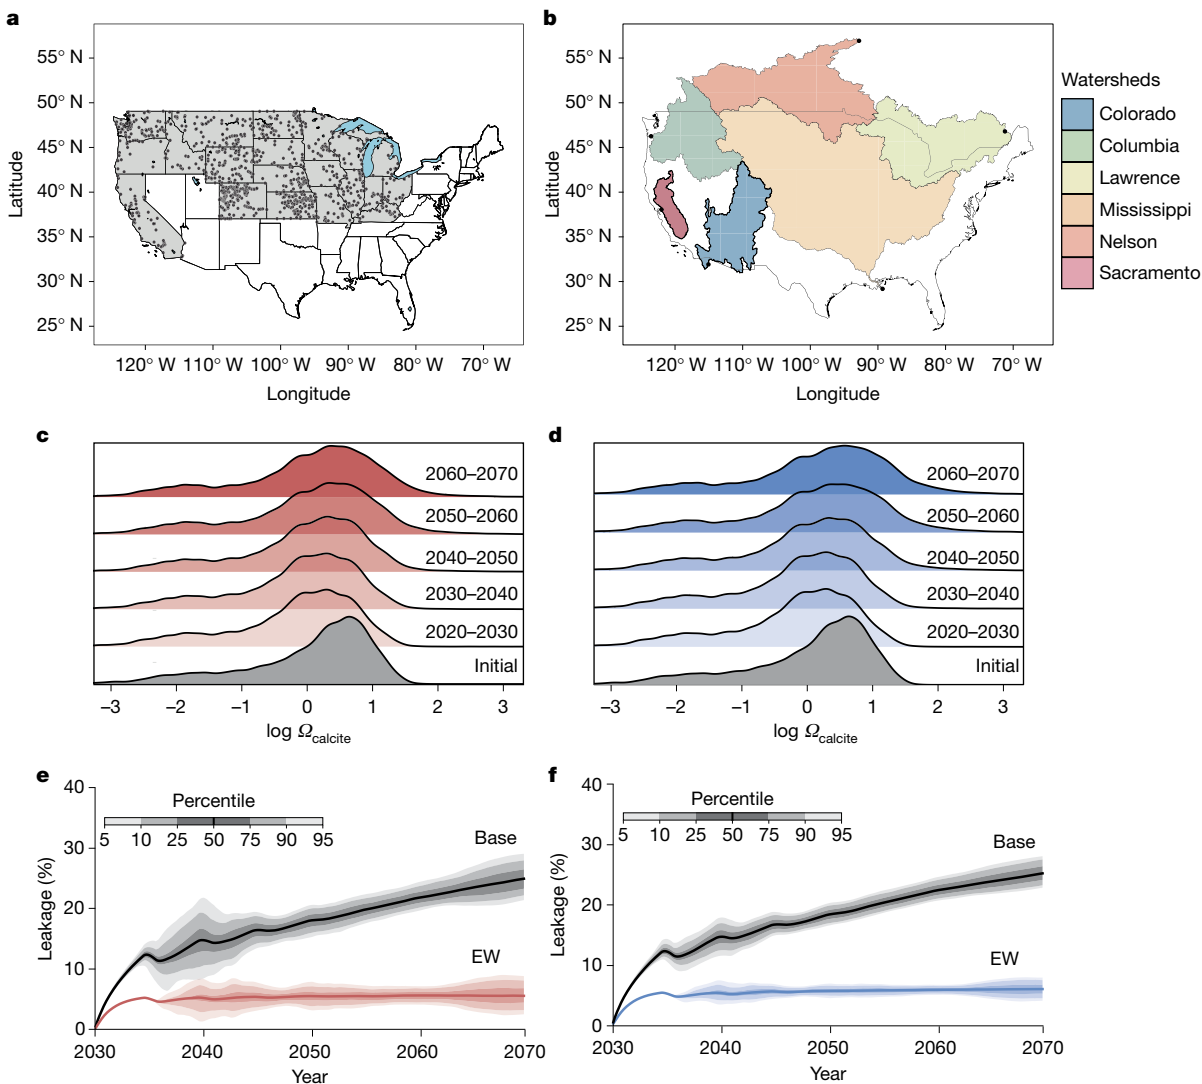 a
55° N
50° N
45° N
40° N
35° N
30° N
25° N
Latitude
120° W 110° W 100° W 90° W 80° W 70° W
Longitude
b
55° N
50° N
45° N
40° N
35° N
30° N
25° N
Latitude
120° W 110° W 100° W 90° W 80° W 70° W
Longitude
Watersheds
Colorado
Columbia
Lawrence
Mississippi
Nelson
Sacramento
c
2060–2070
2050–2060
2040–2050
2030–2040
2020–2030
Initial
−3 −2 −1 0 1 2 3
log Ωcalcite
d
2060–2070
2050–2060
2040–2050
2030–2040
2020–2030
Initial
−3 −2 −1 0 1 2 3
log Ωcalcite
e
40
30
20
10
0
Leakage (%)
Percentile
5 10 25 50 75 90 95
Base
EW
2030 2040 2050 2060 2070
Year
f
40
30
20
10
0
Leakage (%)
Percentile
5 10 25 50 75 90 95
Base
EW
2030 2040 2050 2060 2070
Year